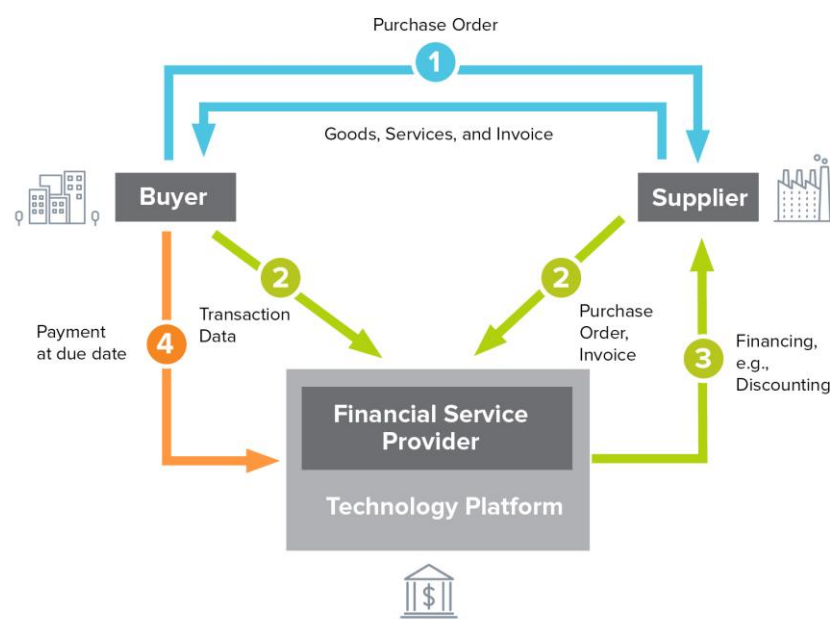 Purchase Order
1
Goods, Services, and Invoice
Buyer
Supplier
2
Transaction
Data
2
Purchase
Order,
Invoice
Payment
at due date
4
3
Financing,
e.g.,
Discounting
Financial Service
Provider
Technology Platform
$